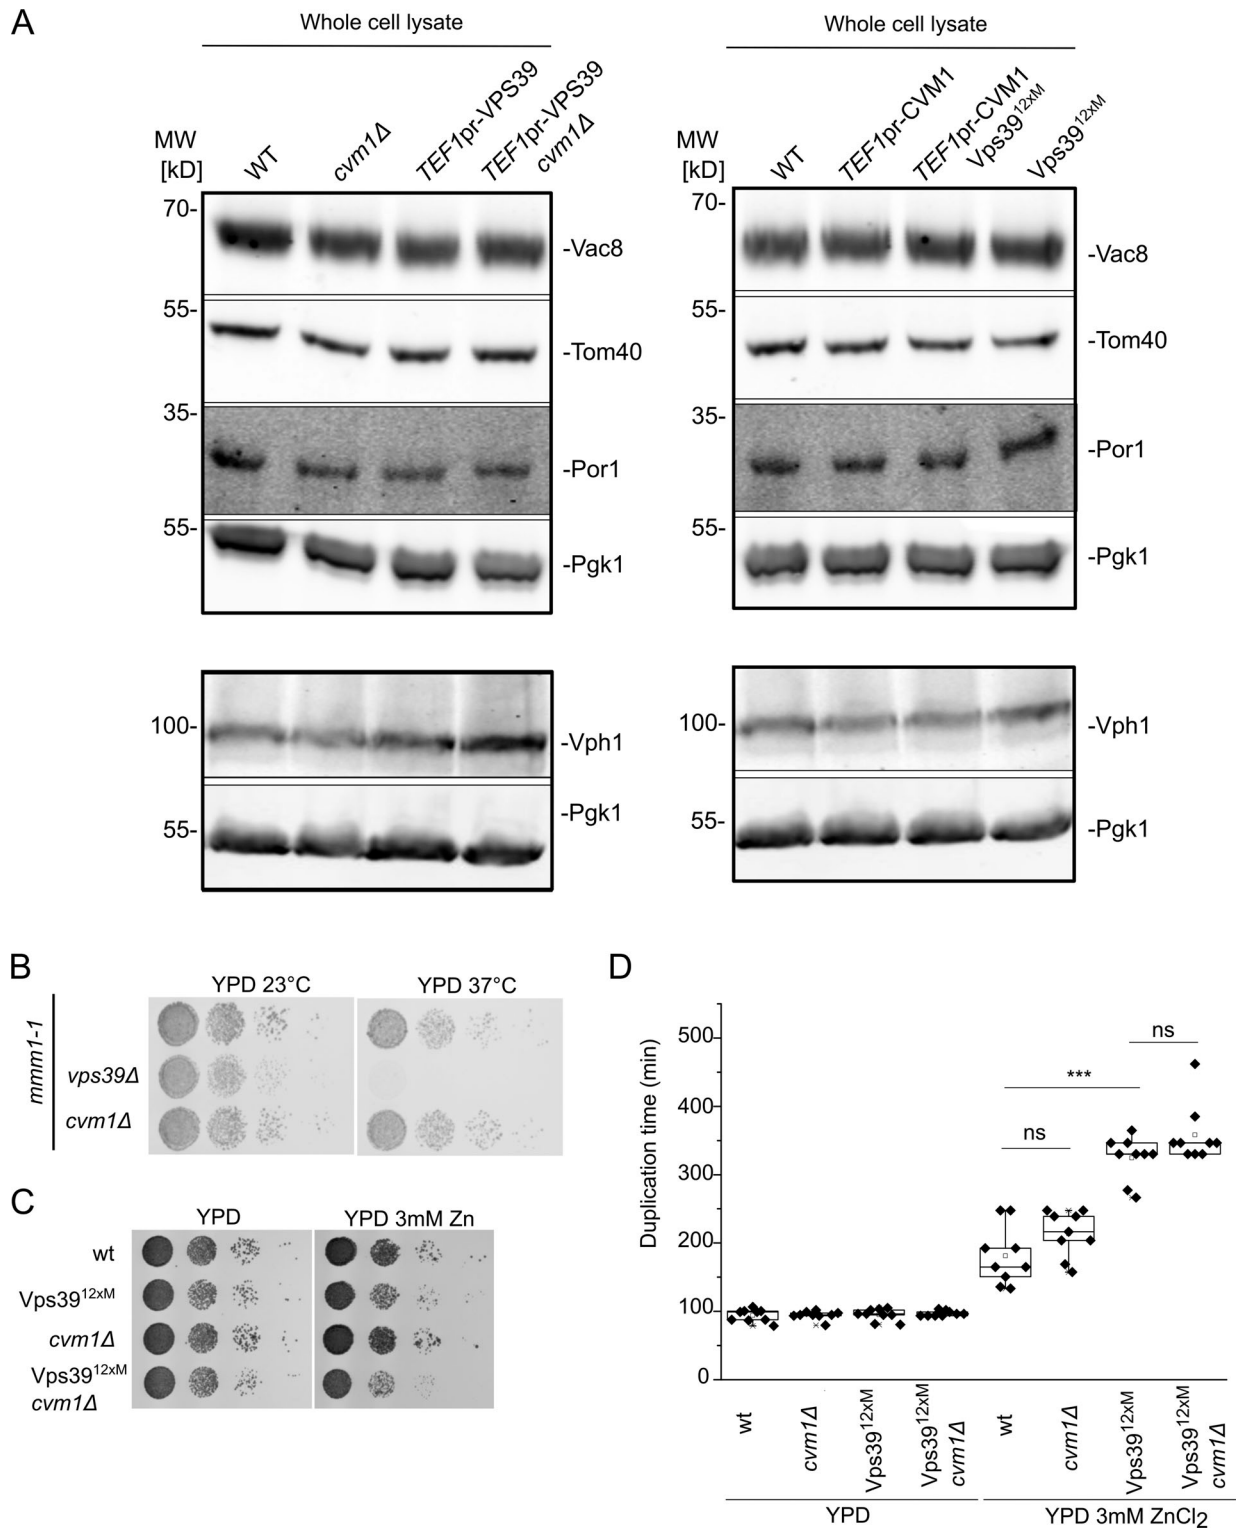 A
Whole cell lysate
MW
[kD]
WT
cvm1Δ
TEF1pr-VPS39
TEF1pr-VPS39
cvm1Δ
70-
-Vac8
55-
-Tom40
35-
-Por1
55-
-Pgk1
100-
-Vph1
-Pgk1
55-
Whole cell lysate
MW
[kD]
WT
TEF1pr-CVM1
TEF1pr-CVM1
Vps39^12xM
Vps39^12xM
70-
-Vac8
55-
-Tom40
35-
-Por1
55-
-Pgk1
100-
-Vph1
55-
-Pgk1
B
YPD 23°C
YPD 37°C
mmm1-1
vps39Δ
cvm1Δ
C
YPD
YPD 3mM Zn
wt
Vps39^12xM
cvm1Δ
Vps39^12xM
cvm1Δ
D
Duplication time (min)
500
400
300
200
100
0
ns
***
ns
wt
cvm1Δ
Vps39^12xM
Vps39^12xM
cvm1Δ
wt
cvm1Δ
Vps39^12xM
Vps39^12xM
cvm1Δ
YPD
YPD 3mM ZnCl2